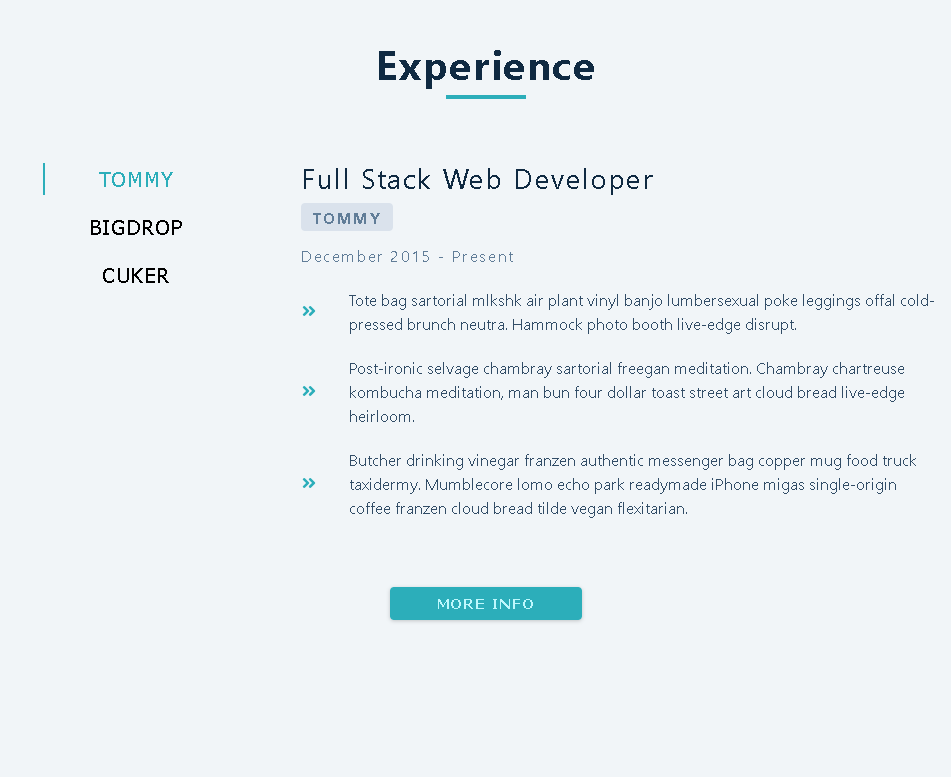 Experience
TOMMY
BIGDROP
CUKER
Full Stack Web Developer
TOMMY
December 2015 - Present
Tote bag sartorial mlkshk air plant vinyl banjo lumbersexual poke leggings offal cold-
pressed brunch neutra. Hammock photo booth live-edge disrupt.
Post-ironic selvage chambray sartorial freegan meditation. Chambray chartreuse
kombucha meditation, man bun four dollar toast street art cloud bread live-edge
heirloom.
Butcher drinking vinegar franzen authentic messenger bag copper mug food truck
taxidermy. Mumblecore lomo echo park readymade iPhone migas single-origin
coffee franzen cloud bread tilde vegan flexitarian.
MORE INFO